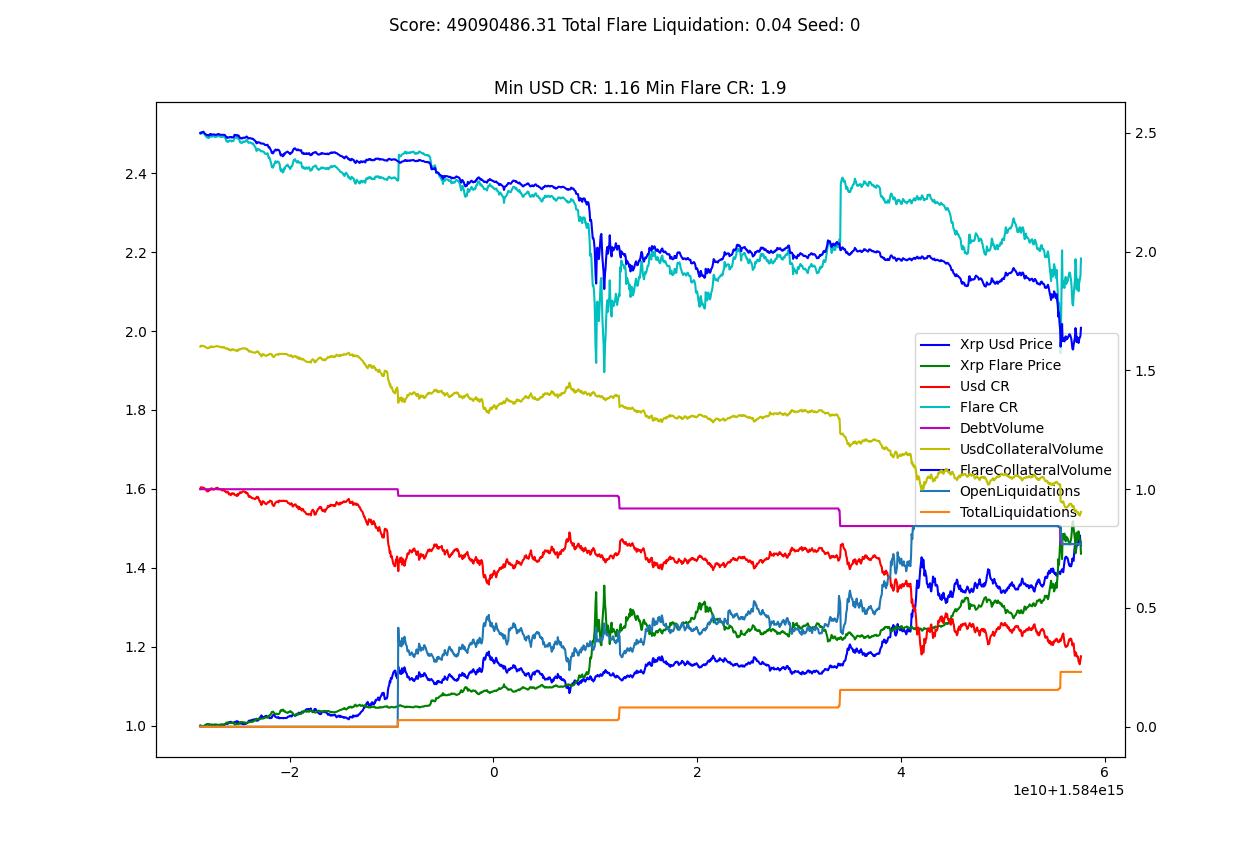 Score: 49090486.31 Total Flare Liquidation: 0.04 Seed: 0
Min USD CR: 1.16 Min Flare CR: 1.9
2.4
2.2
2.0
1.8
1.6
1.4
1.2
1.0
2.5
2.0
1.5
1.0
0.5
0.0
Xrp Usd Price
Xrp Flare Price
Usd CR
Flare CR
DebtVolume
UsdCollateralVolume
FlareCollateralVolume
OpenLiquidations
TotalLiquidations
−2 0 2 4 6
1e10+1.584e15